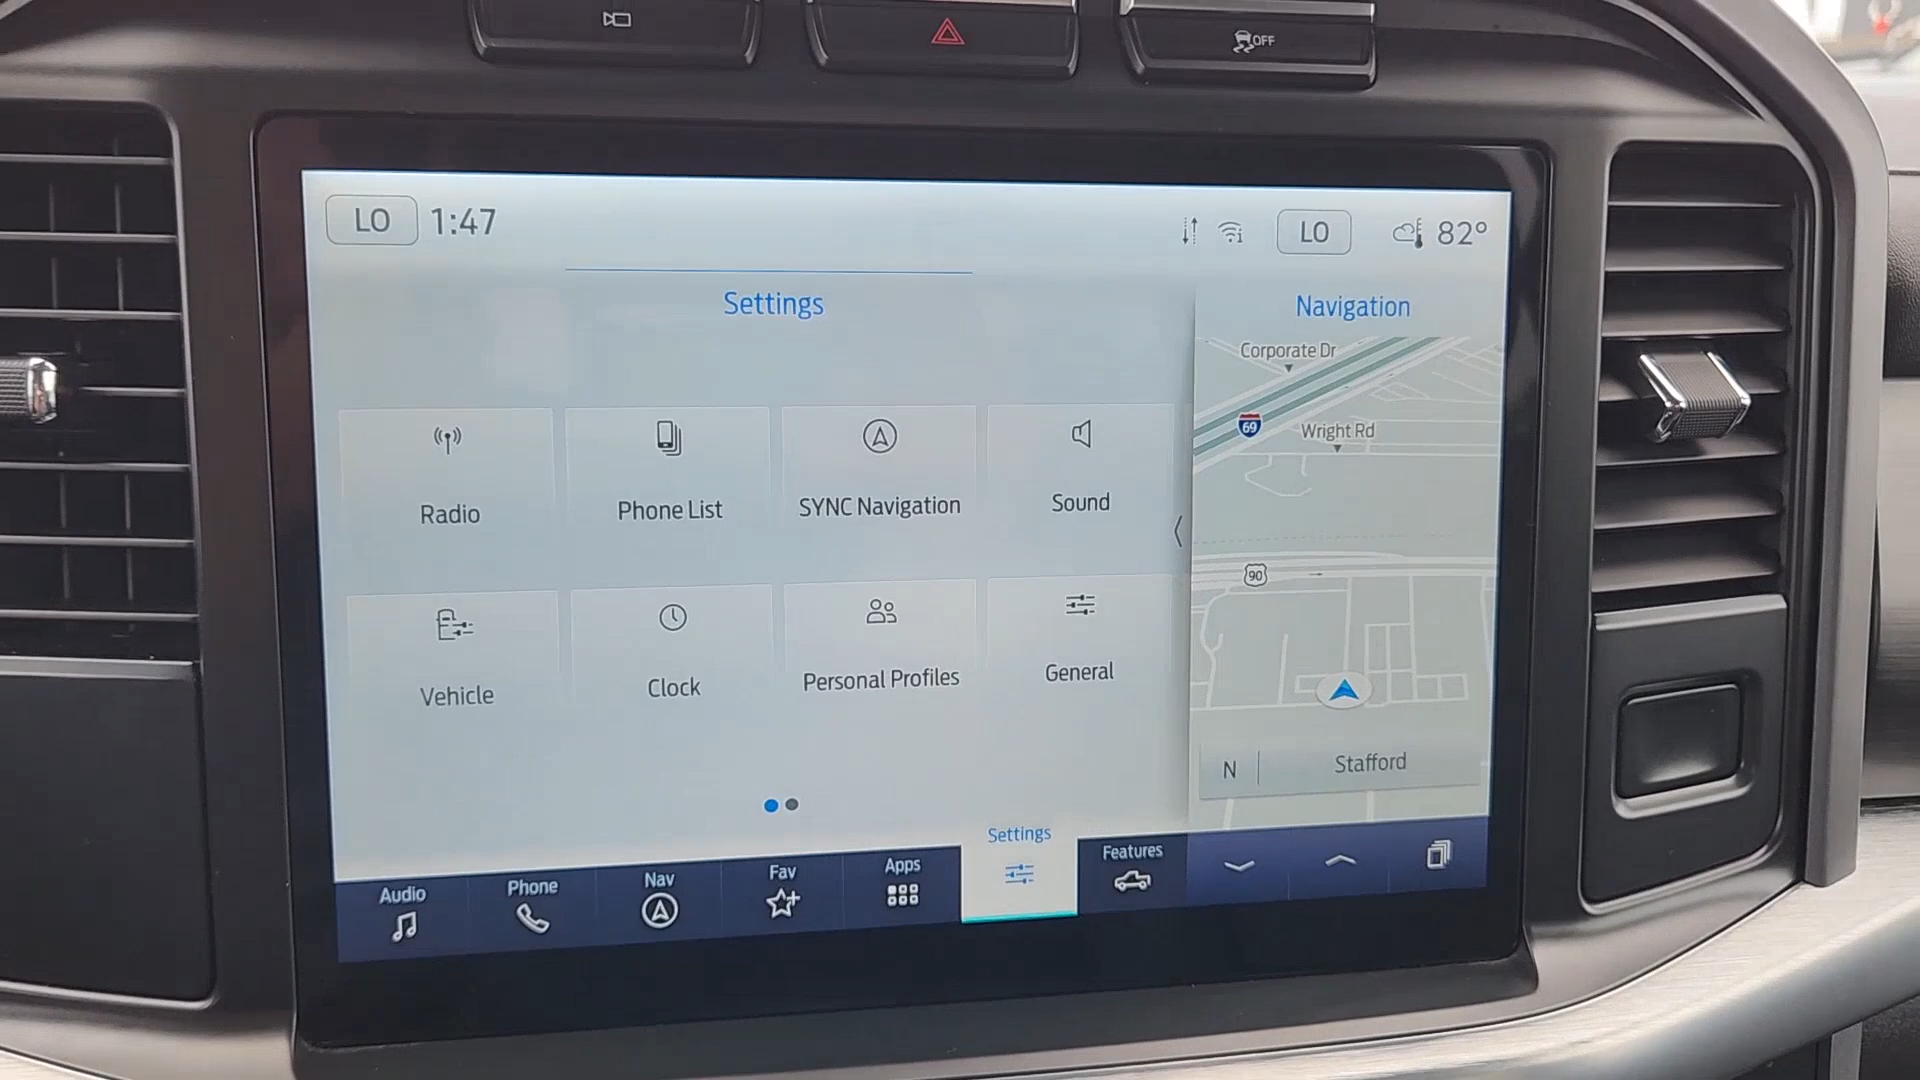 OFF
LO 1:47
LO 82°
Settings
Navigation
Corporate Dr
69
Wright Rd
Radio
Phone List
SYNC Navigation
Sound
90
Vehicle
Clock
Personal Profiles
General
N Stafford
Audio
Phone
Nav
Fav
Apps
Settings
Features